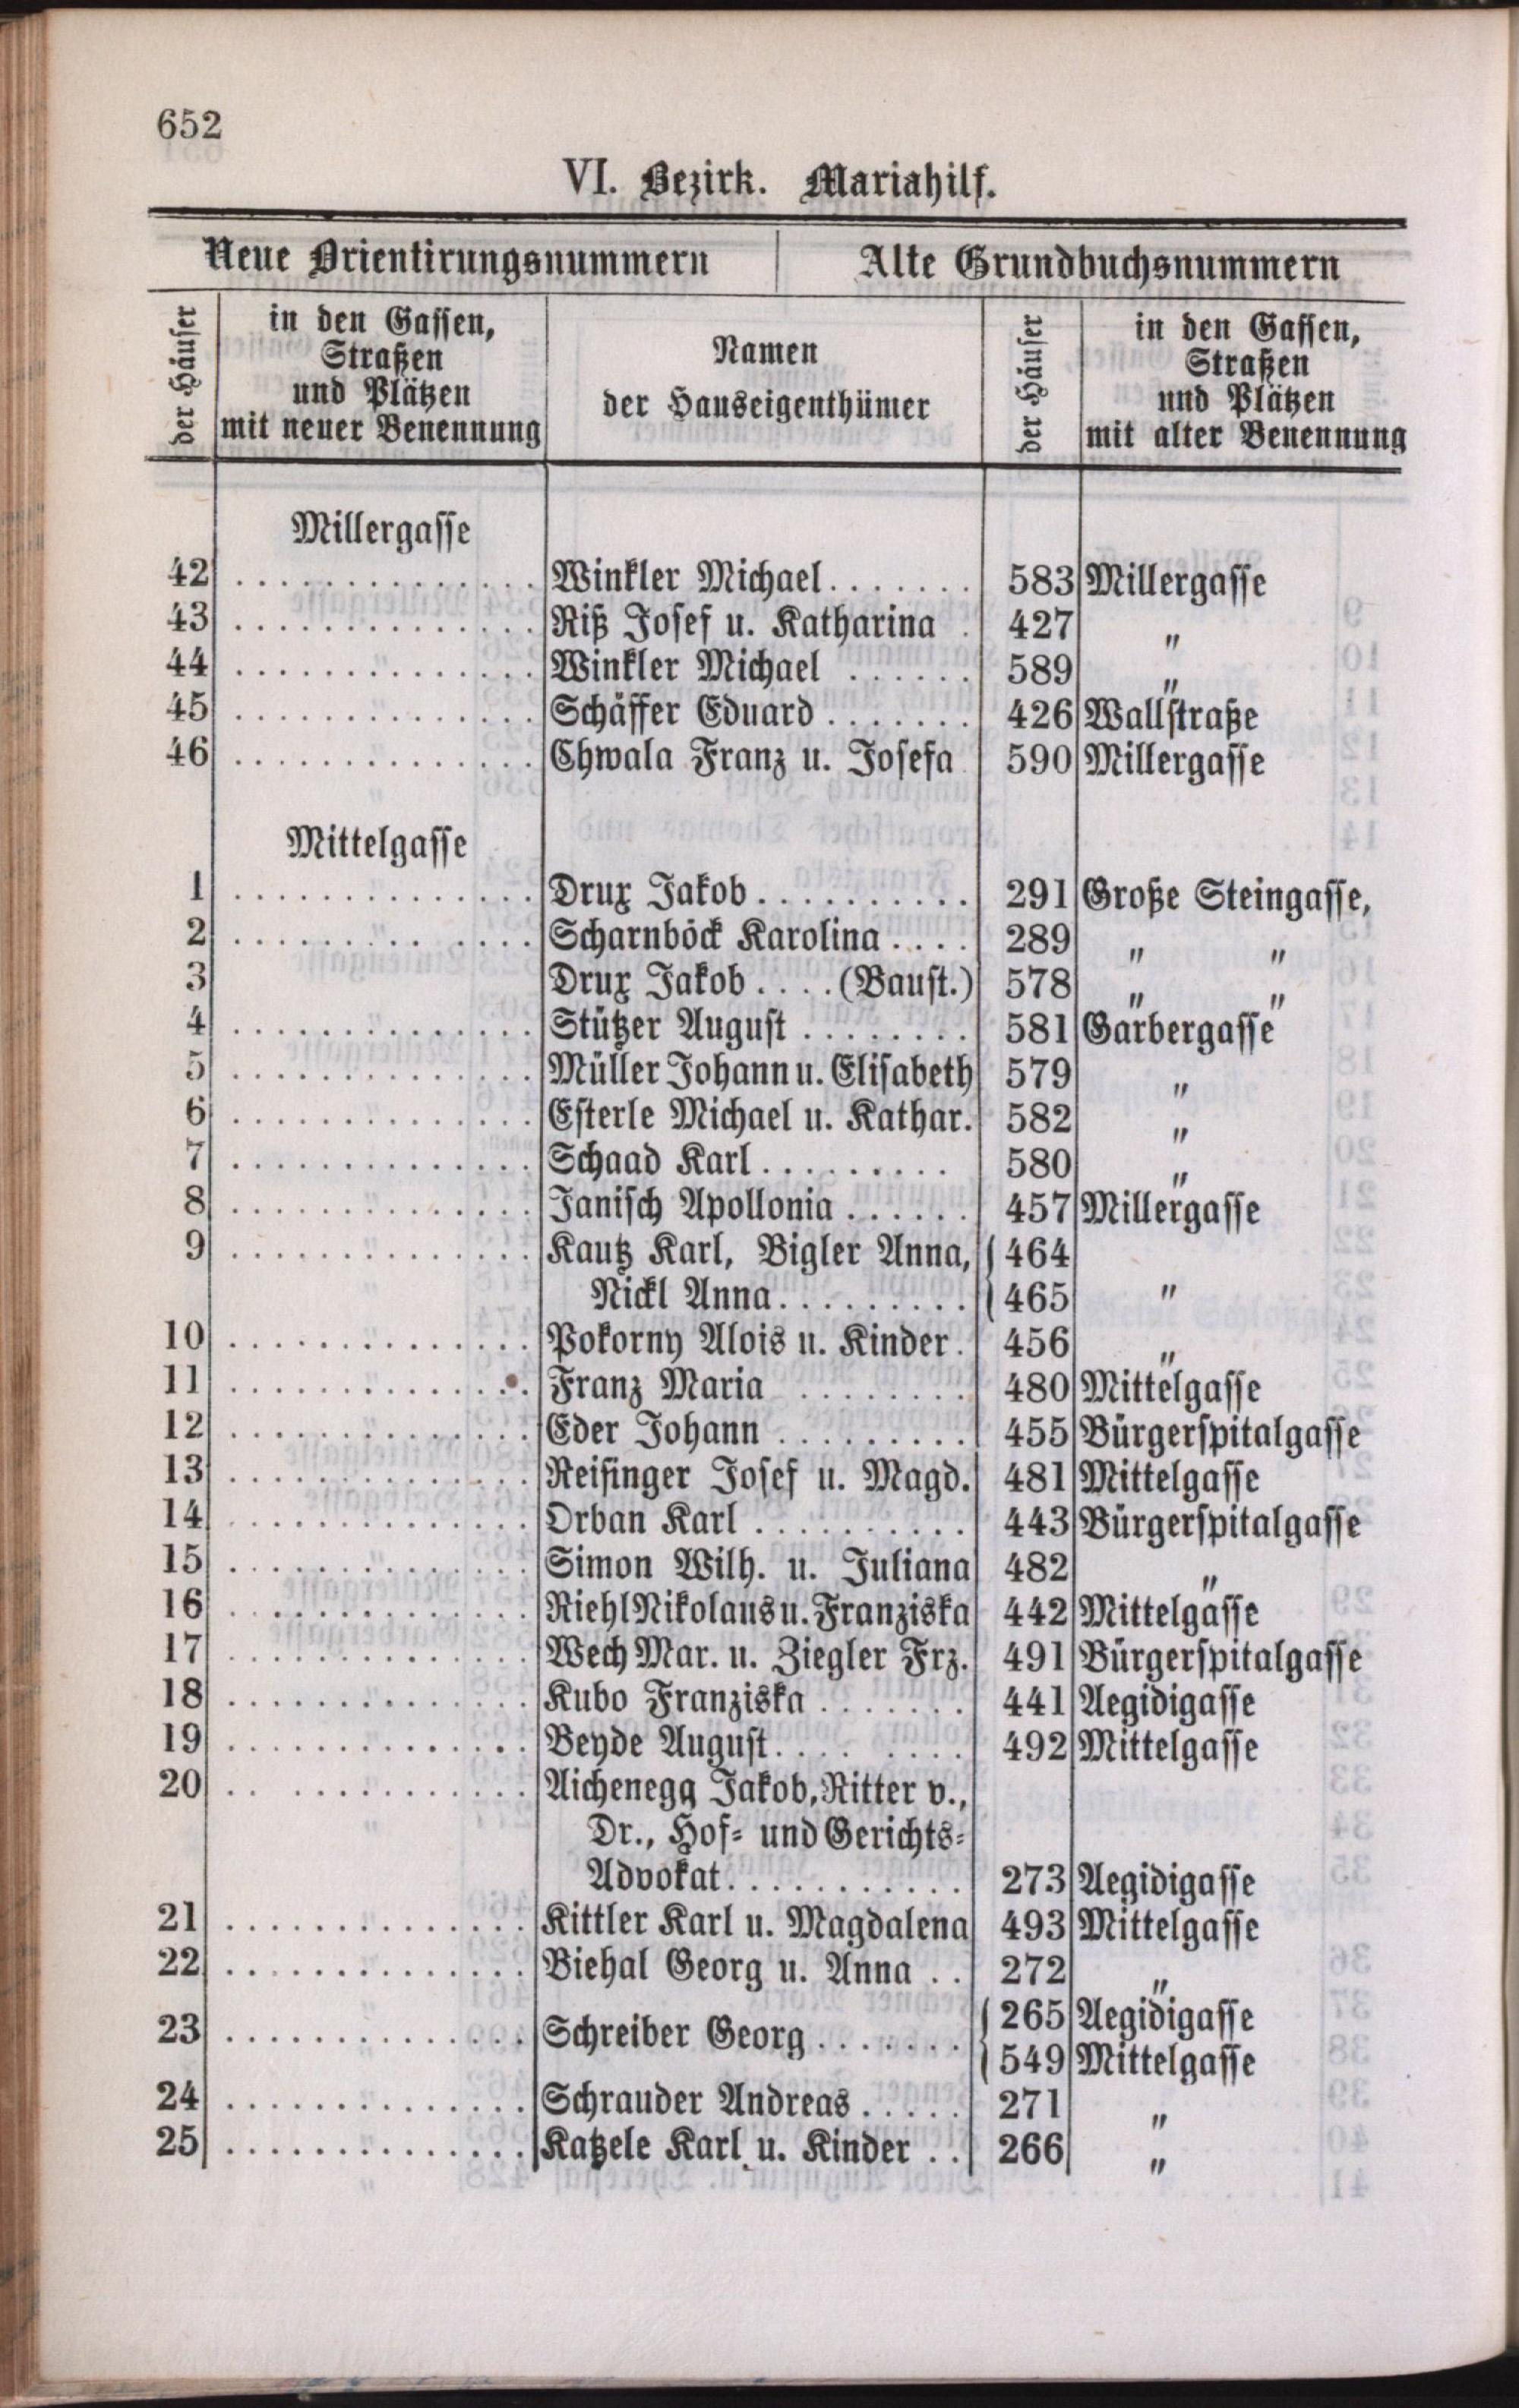 652
VI. Bezirk. Mariahilf.
Neue Orientirungsnummern Alte Grundbuchsnummern
der Häuser
in den Gassen,
Straßen
und Plätzen
mit neuer Benennung
Namen
der Hauseigenthümer
der Häuser
in den Gassen,
Straßen
und Plätzen
mit alter Benennung
Millergasse
42 .............. Winkler Michael....... 583 Millergasse
43 .............. Riß Josef u. Katharina . 427 "
44 .............. Winkler Michael ...... 589 "
45 .............. Schäffer Eduard....... 426 Wallstraße
46 .............. Chwala Franz u. Josefa 590 Millergasse
Mittelgasse
1 .............. Drux Jakob.......... 291 Große Steingasse,
2 ......... .... Scharnböck Karolina.... 289 " "
3 Drux Jakob....(Baust.) 578 " "
4 .............. Stützer August ........ 581 Gärbergasse
5 .............. Müller Johann u. Elisabeth 579 "
6 .............. Esterle Michael u. Kathar. 582 "
7 .............. Schaad Karl......... 580 "
8 .............. Janisch Apollonia...... 457 Millergasse
9 .............. Kautz Karl, Bigler Anna, { 464
Nickl Anna......... { 465 "
10 .............. Pokorny Alois u. Kinder. 456 "
11 .............. Franz Maria ........ 480 Mittelgasse
12 .............. Eder Johann ......... 455 Bürgerspitalgasse
13 .............. Reisinger Josef u. Magd. 481 Mittelgasse
14 .............. Orban Karl .......... 443 Bürgerspitalgasse
15 .............. Simon Wilh. u. Juliana 482 "
16 .............. Riehl Nikolaus u. Franziska 442 Mittelgasse
17 .............. Wech Mar. u. Ziegler Frz. 491 Bürgerspitalgasse
18 .............. Kubo Franziska ....... 441 Aegidigasse
19 .............. Beyde August.... .... 492 Mittelgasse
20 .. ........... Aichenegg Jakob, Ritter v.,
Dr., Hof- und Gerichts-
Advokat........... 273 Aegidigasse
21 .............. Kittler Karl u. Magdalena 493 Mittelgasse
22 .............. Biehal Georg u. Anna .. 272 "
{ 265 Aegidigasse
23 .............. Schreiber Georg.......
{ 549 Mittelgasse
24 .............. Schrauder Andreas..... 271 "
25 .............. Katzele Karl u. Kinder .. 266 "